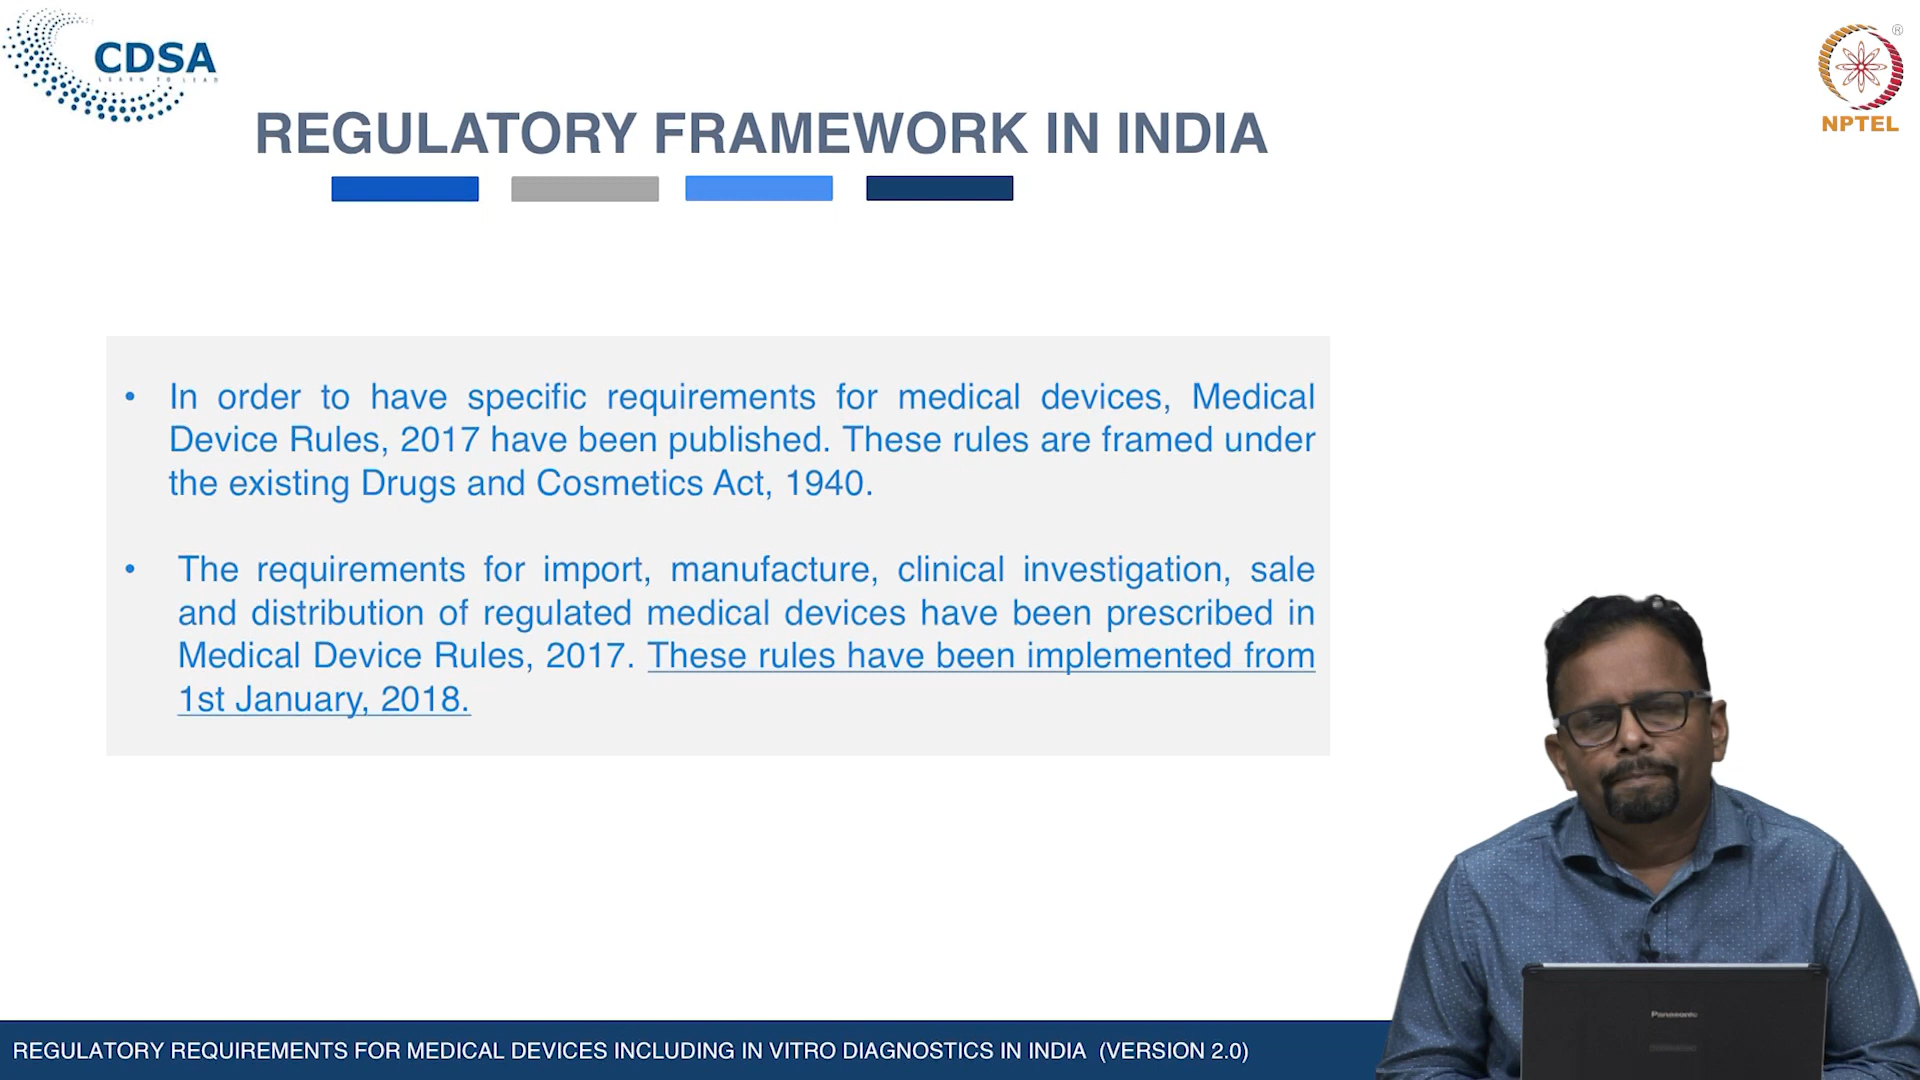 CDSA
LEARN TO LEAD
®
NPTEL
REGULATORY FRAMEWORK IN INDIA
• In order to have specific requirements for medical devices, Medical
Device Rules, 2017 have been published. These rules are framed under
the existing Drugs and Cosmetics Act, 1940.
• The requirements for import, manufacture, clinical investigation, sale
and distribution of regulated medical devices have been prescribed in
Medical Device Rules, 2017. These rules have been implemented from
1st January, 2018.
Panasonic
REGULATORY REQUIREMENTS FOR MEDICAL DEVICES INCLUDING IN VITRO DIAGNOSTICS IN INDIA (VERSION 2.0)